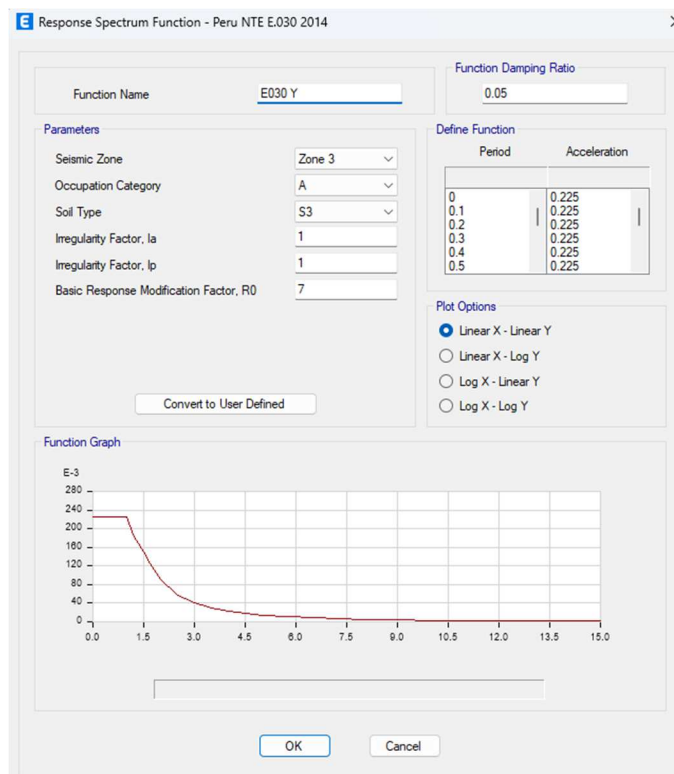 E Response Spectrum Function - Peru NTE E.030 2014
Function Name
E030 Y
Function Damping Ratio
0.05
Parameters
Seismic Zone
Zone 3
Occupation Category
A
Soil Type
S3
Irregularity Factor, Ia
1
Irregularity Factor, Ip
1
Basic Response Modification Factor, R0
7
Convert to User Defined
Define Function
Period Acceleration
0 0.225
0.1 0.225
0.2 0.225
0.3 0.225
0.4 0.225
0.5 0.225
Plot Options
Linear X - Linear Y
Linear X - Log Y
Log X - Linear Y
Log X - Log Y
Function Graph
E-3
280
240
200
160
120
80
40
0
0.0 1.5 3.0 4.5 6.0 7.5 9.0 10.5 12.0 13.5 15.0
OK Cancel